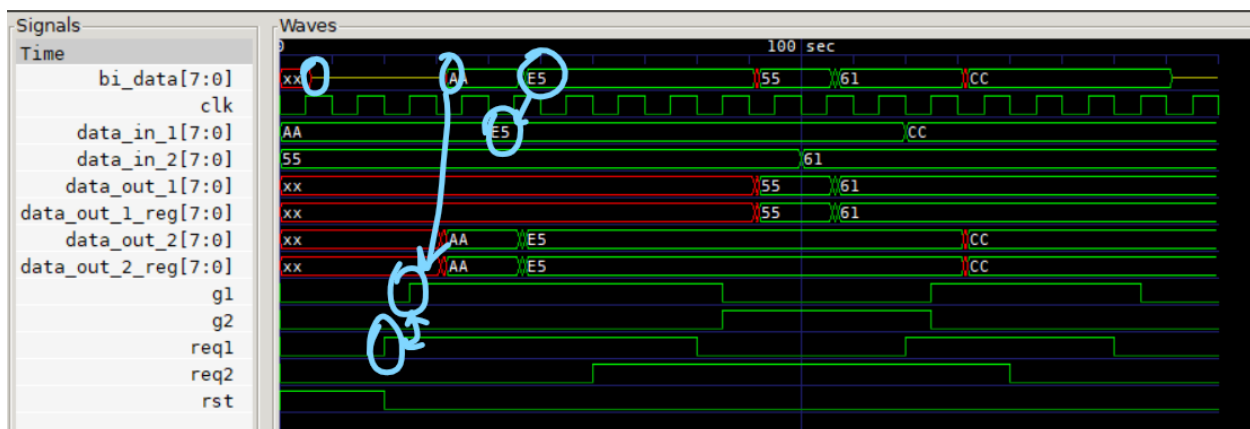 Signals Waves
Time 0 100 sec
bi_data[7:0] xx AA E5 55 61 CC
clk
data_in_1[7:0] AA E5 CC
data_in_2[7:0] 55 61
data_out_1[7:0] xx 55 61
data_out_1_reg[7:0] xx 55 61
data_out_2[7:0] xx AA E5 CC
data_out_2_reg[7:0] xx AA E5 CC
g1
g2
req1
req2
rst